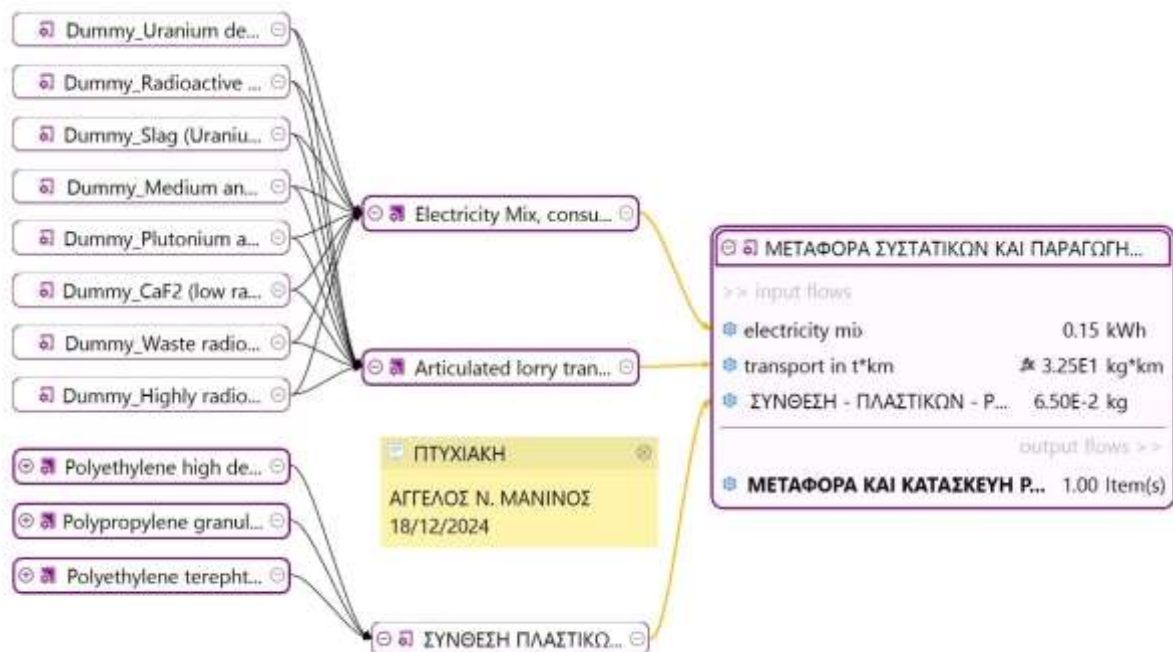 Dummy_Uranium de...
Dummy_Radioactive ...
Dummy_Slag (Uraniu...
Dummy_Medium an...
Dummy_Plutonium a...
Dummy_CaF2 (low ra...
Dummy_Waste radio...
Dummy_Highly radio...
Electricity Mix, consu...
Articulated lorry tran...
Polyethylene high de...
Polypropylene granul...
Polyethylene terepht...
ΣΥΝΘΕΣΗ ΠΛΑΣΤΙΚΩ...
ΠΤΥΧΙΑΚΗ
ΑΓΓΕΛΟΣ Ν. ΜΑΝΙΝΟΣ
18/12/2024
ΜΕΤΑΦΟΡΑ ΣΥΣΤΑΤΙΚΩΝ ΚΑΙ ΠΑΡΑΓΩΓΗ...
>> input flows
electricity mix 0.15 kWh
transport in t*km fx 3.25E1 kg*km
ΣΥΝΘΕΣΗ - ΠΛΑΣΤΙΚΩΝ - P... 6.50E-2 kg
output flows >>
ΜΕΤΑΦΟΡΑ ΚΑΙ ΚΑΤΑΣΚΕΥΗ P... 1.00 Item(s)